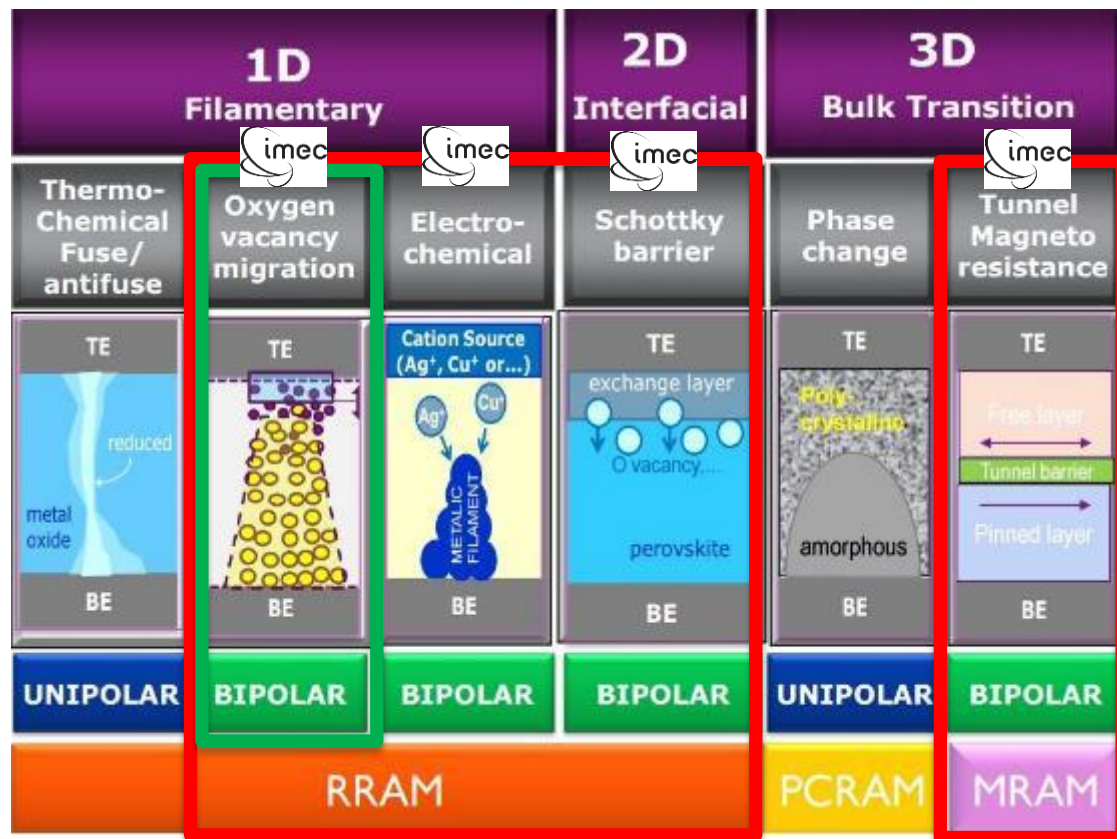 1D
Filamentary
2D
Interfacial
3D
Bulk Transition
imec
imec
imec
imec
Thermo-
Chemical
Fuse/
antifuse
Oxygen
vacancy
migration
Electro-
chemical
Schottky
barrier
Phase
change
Tunnel
Magneto
resistance
TE
reduced
metal
oxide
BE
TE
BE
Cation Source
(Ag⁺, Cu⁺ or...)
Ag⁺
Cu⁺
METALIC
FILAMENT
BE
TE
exchange layer
O vacancy,...
perovskite
BE
TE
Poly-
crystalline
amorphous
BE
TE
Free layer
Tunnel barrier
Pinned layer
BE
UNIPOLAR
BIPOLAR
BIPOLAR
BIPOLAR
UNIPOLAR
BIPOLAR
RRAM
PCRAM
MRAM